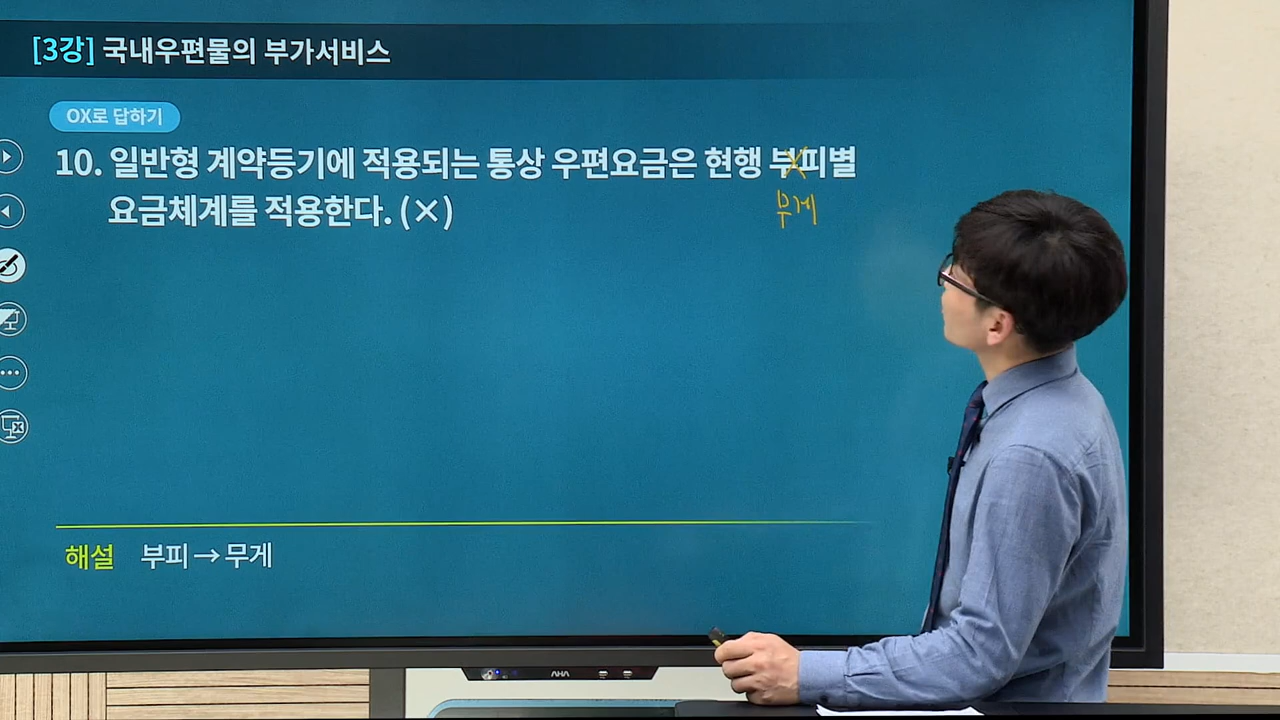 [3강] 국내우편물의 부가서비스
OX로 답하기
10. 일반형 계약등기에 적용되는 통상 우편요금은 현행 부피별
무게
요금체계를 적용한다. (×)
해설 부피 → 무게
AHA